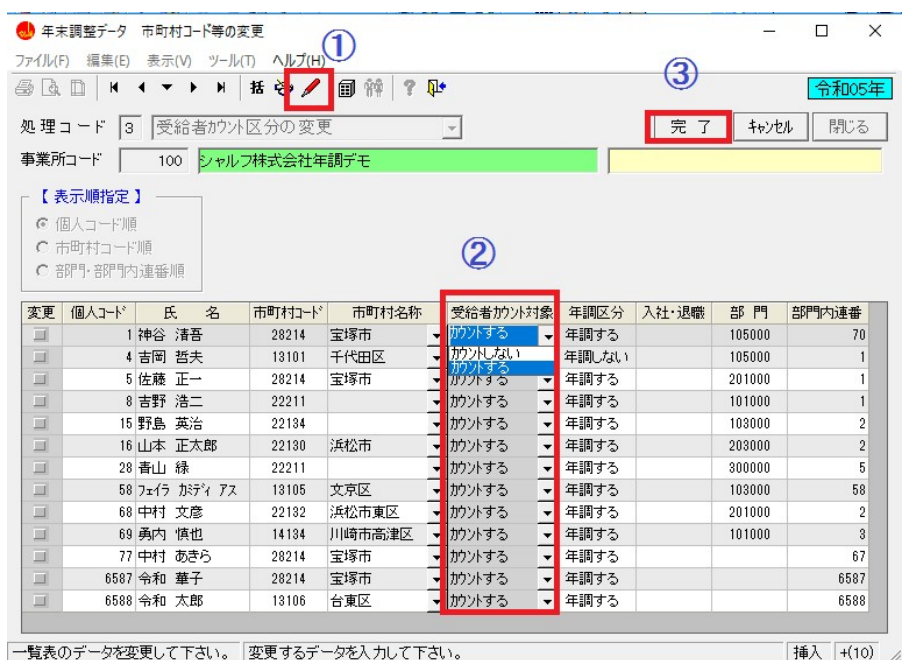 年末調整データ 市町村コード等の変更
ファイル(F) 編集(E) 表示(V) ツール(T) ヘルプ(H)
①
括
③
令和05年
処理コード 3 受給者カウント区分の変更 完 了 キャンセル 閉じる
事業所コード 100 シャルフ株式会社年調デモ
【 表示順指定 】
個人コード順
市町村コード順
部門・部門内連番順
②
変更 個人コード 氏 名 市町村コード 市町村名称 受給者カウント対象 年調区分 入社・退職 部 門 部門内連番
1 神谷 清吾 28214 宝塚市 カウントする 年調する 105000 70
4 吉岡 哲夫 13101 千代田区 カウントしない 年調しない 105000 1
カウントする
5 佐藤 正一 28214 宝塚市 カウントする 年調する 201000 1
8 吉野 浩二 22211 カウントする 年調する 101000 1
15 野島 英治 22134 カウントする 年調する 103000 2
16 山本 正太郎 22130 浜松市 カウントする 年調する 203000 2
28 青山 緑 22211 カウントする 年調する 300000 5
58 フェイラ カミディ アス 13105 文京区 カウントする 年調する 103000 58
68 中村 文彦 22132 浜松市東区 カウントする 年調する 201000 2
69 勇内 慎也 14134 川崎市高津区 カウントする 年調する 101000 3
77 中村 あきら 28214 宝塚市 カウントする 年調する 67
6587 令和 華子 28214 宝塚市 カウントする 年調する 6587
6588 令和 太郎 13106 台東区 カウントする 年調する 6588
一覧表のデータを変更して下さい。 変更するデータを入力して下さい。 挿入 +(10)